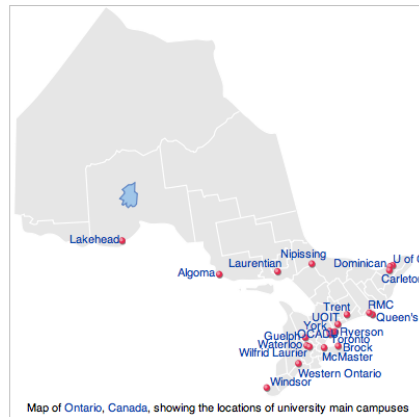 Lakehead
Nipissing
Laurentian
Algoma
Dominican
U of O
Carleton
Trent
RMC
UOIT
Queen's
York
Ryerson
Guelph
OCADU
Toronto
Waterloo
Brock
Wilfrid Laurier
McMaster
Western Ontario
Windsor
Map of Ontario, Canada, showing the locations of university main campuses